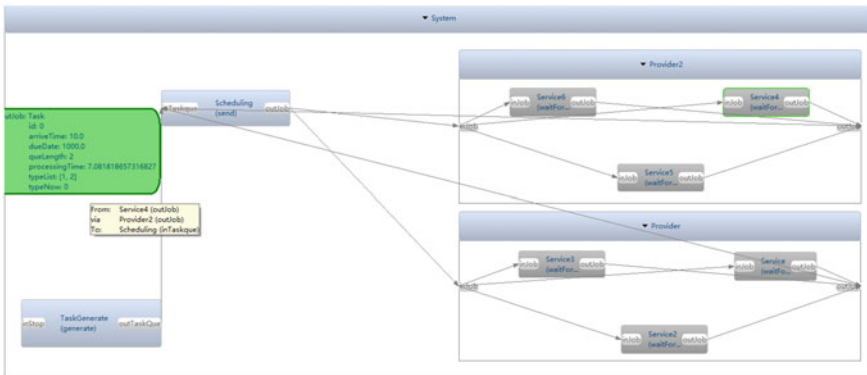 ▼ System
▼ Provider2
Service6
inJob (waitFor... outJob
Service4
inJob (waitFor... outJob
inJob
outJob
Service5
inJob (waitFor... outJob
Scheduling
inTaskque (send) outJob
outJob: Task
id: 0
arriveTime: 10.0
dueDate: 1000.0
queLength: 2
processingTime: 7.081818657316827
typeList: [1, 2]
typeNow: 0
From: Service4 (outJob)
via Provider2 (outJob)
To: Scheduling (inTaskque)
▼ Provider
Service3
inJob (waitFor... outJob
Service
inJob (waitFor... outJob
inJob
outJob
Service2
inJob (waitFor... outJob
TaskGenerate
inStop (generate) outTaskQue